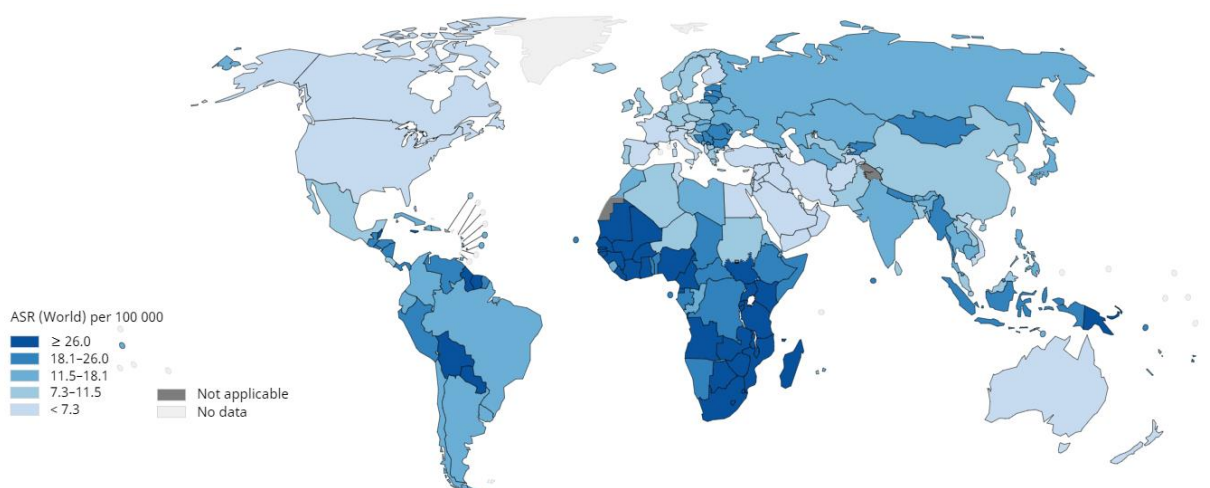 ASR (World) per 100 000
≥ 26.0
18.1–26.0
11.5–18.1
7.3–11.5
< 7.3
Not applicable
No data